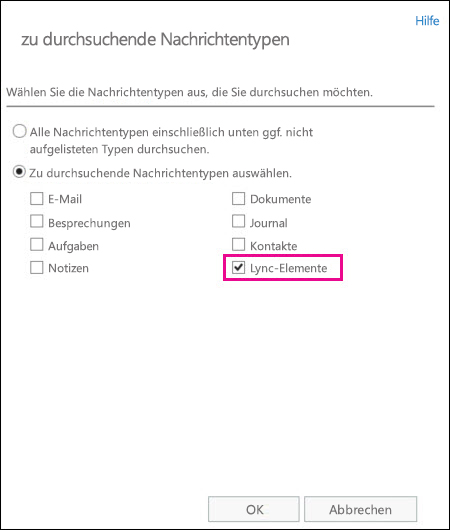 Hilfe
zu durchsuchende Nachrichtentypen
Wählen Sie die Nachrichtentypen aus, die Sie durchsuchen möchten.
Alle Nachrichtentypen einschließlich unten ggf. nicht
aufgelisteten Typen durchsuchen.
Zu durchsuchende Nachrichtentypen auswählen.
E-Mail Dokumente
Besprechungen Journal
Aufgaben Kontakte
Notizen Lync-Elemente
OK Abbrechen